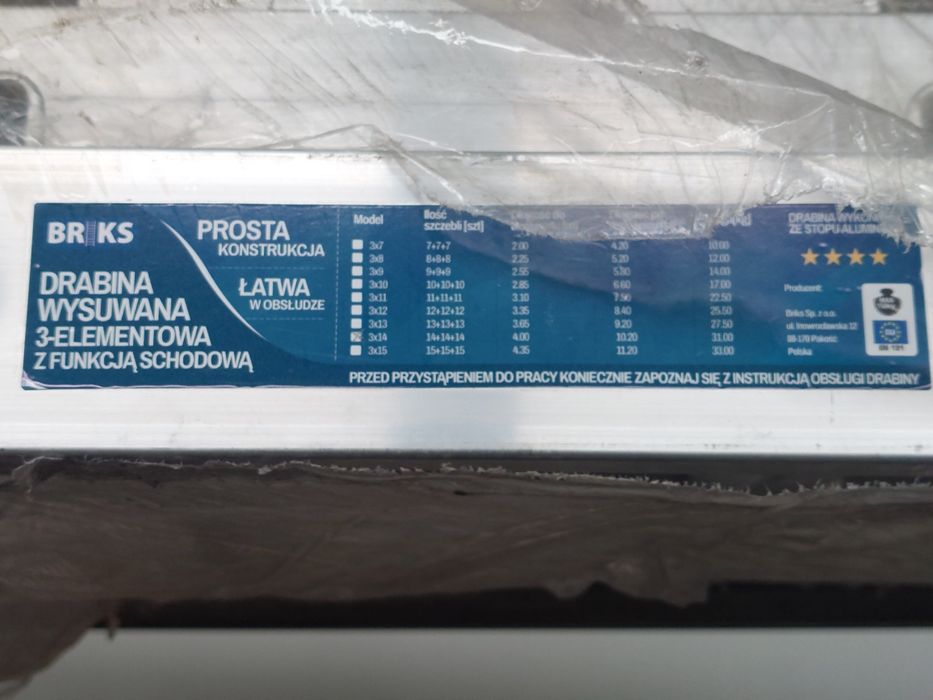 BRIKS
DRABINA
WYSUWANA
3-ELEMENTOWA
Z FUNKCJĄ SCHODOWĄ
PROSTA
KONSTRUKCJA
ŁATWA
W OBSŁUDZE
Model Ilość
szczebli [szt]
3x7 7+7+7 2.00 4.20 10.00
3x8 8+8+8 2.25 5.20 12.00
3x9 9+9+9 2.55 14.00
3x10 10+10+10 2.85 6.60 17.00
3x11 11+11+11 3.10 22.50
3x12 12+12+12 3.35 8.40 25.50
3x13 13+13+13 3.65 9.20 27.50
3x14 14+14+14 4.00 10.20 31.00
3x15 15+15+15 4.35 11.20 33.00
DRABINA
ZE STOPU
Producent:
Briks Sp. z o.o.
ul. Inowrocławska 12
88-170 Pakość
Polska
EN 131
PRZED PRZYSTĄPIENIEM DO PRACY KONIECZNIE ZAPOZNAJ SIĘ Z INSTRUKCJĄ OBSŁUGI DRABINY